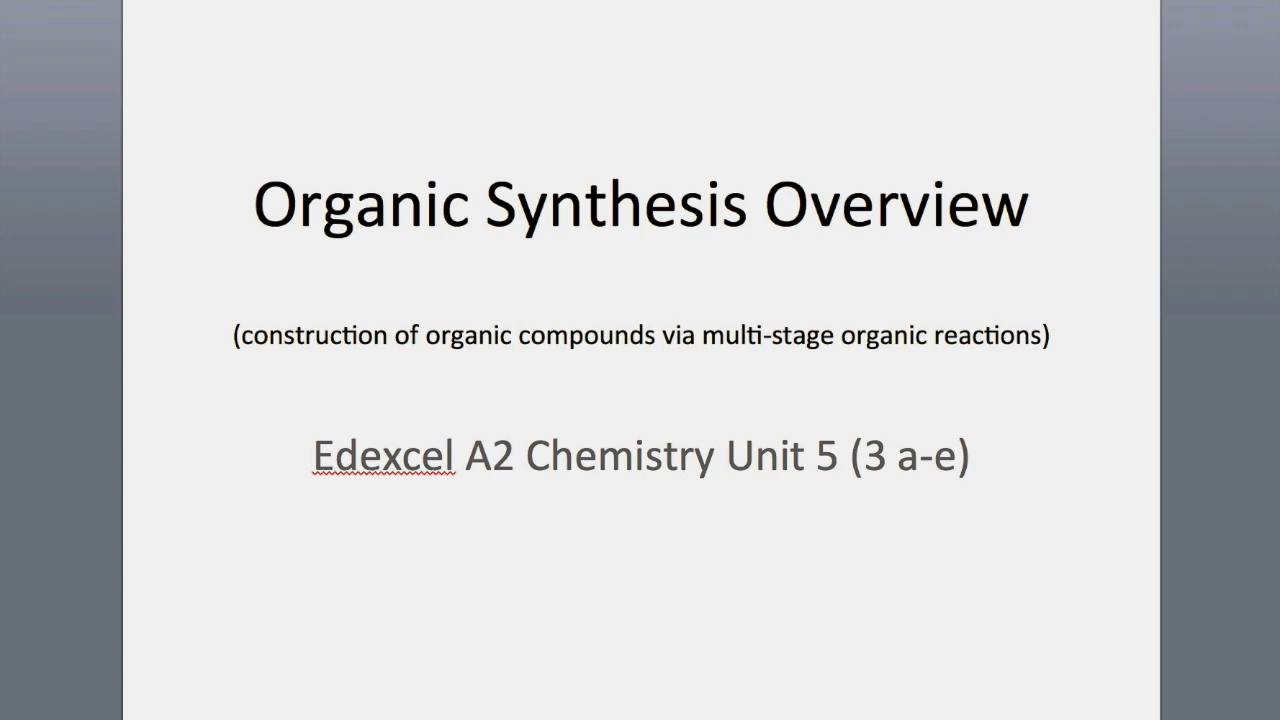 Organic Synthesis Overview
(construction of organic compounds via multi-stage organic reactions)
Edexcel A2 Chemistry Unit 5 (3 a-e)